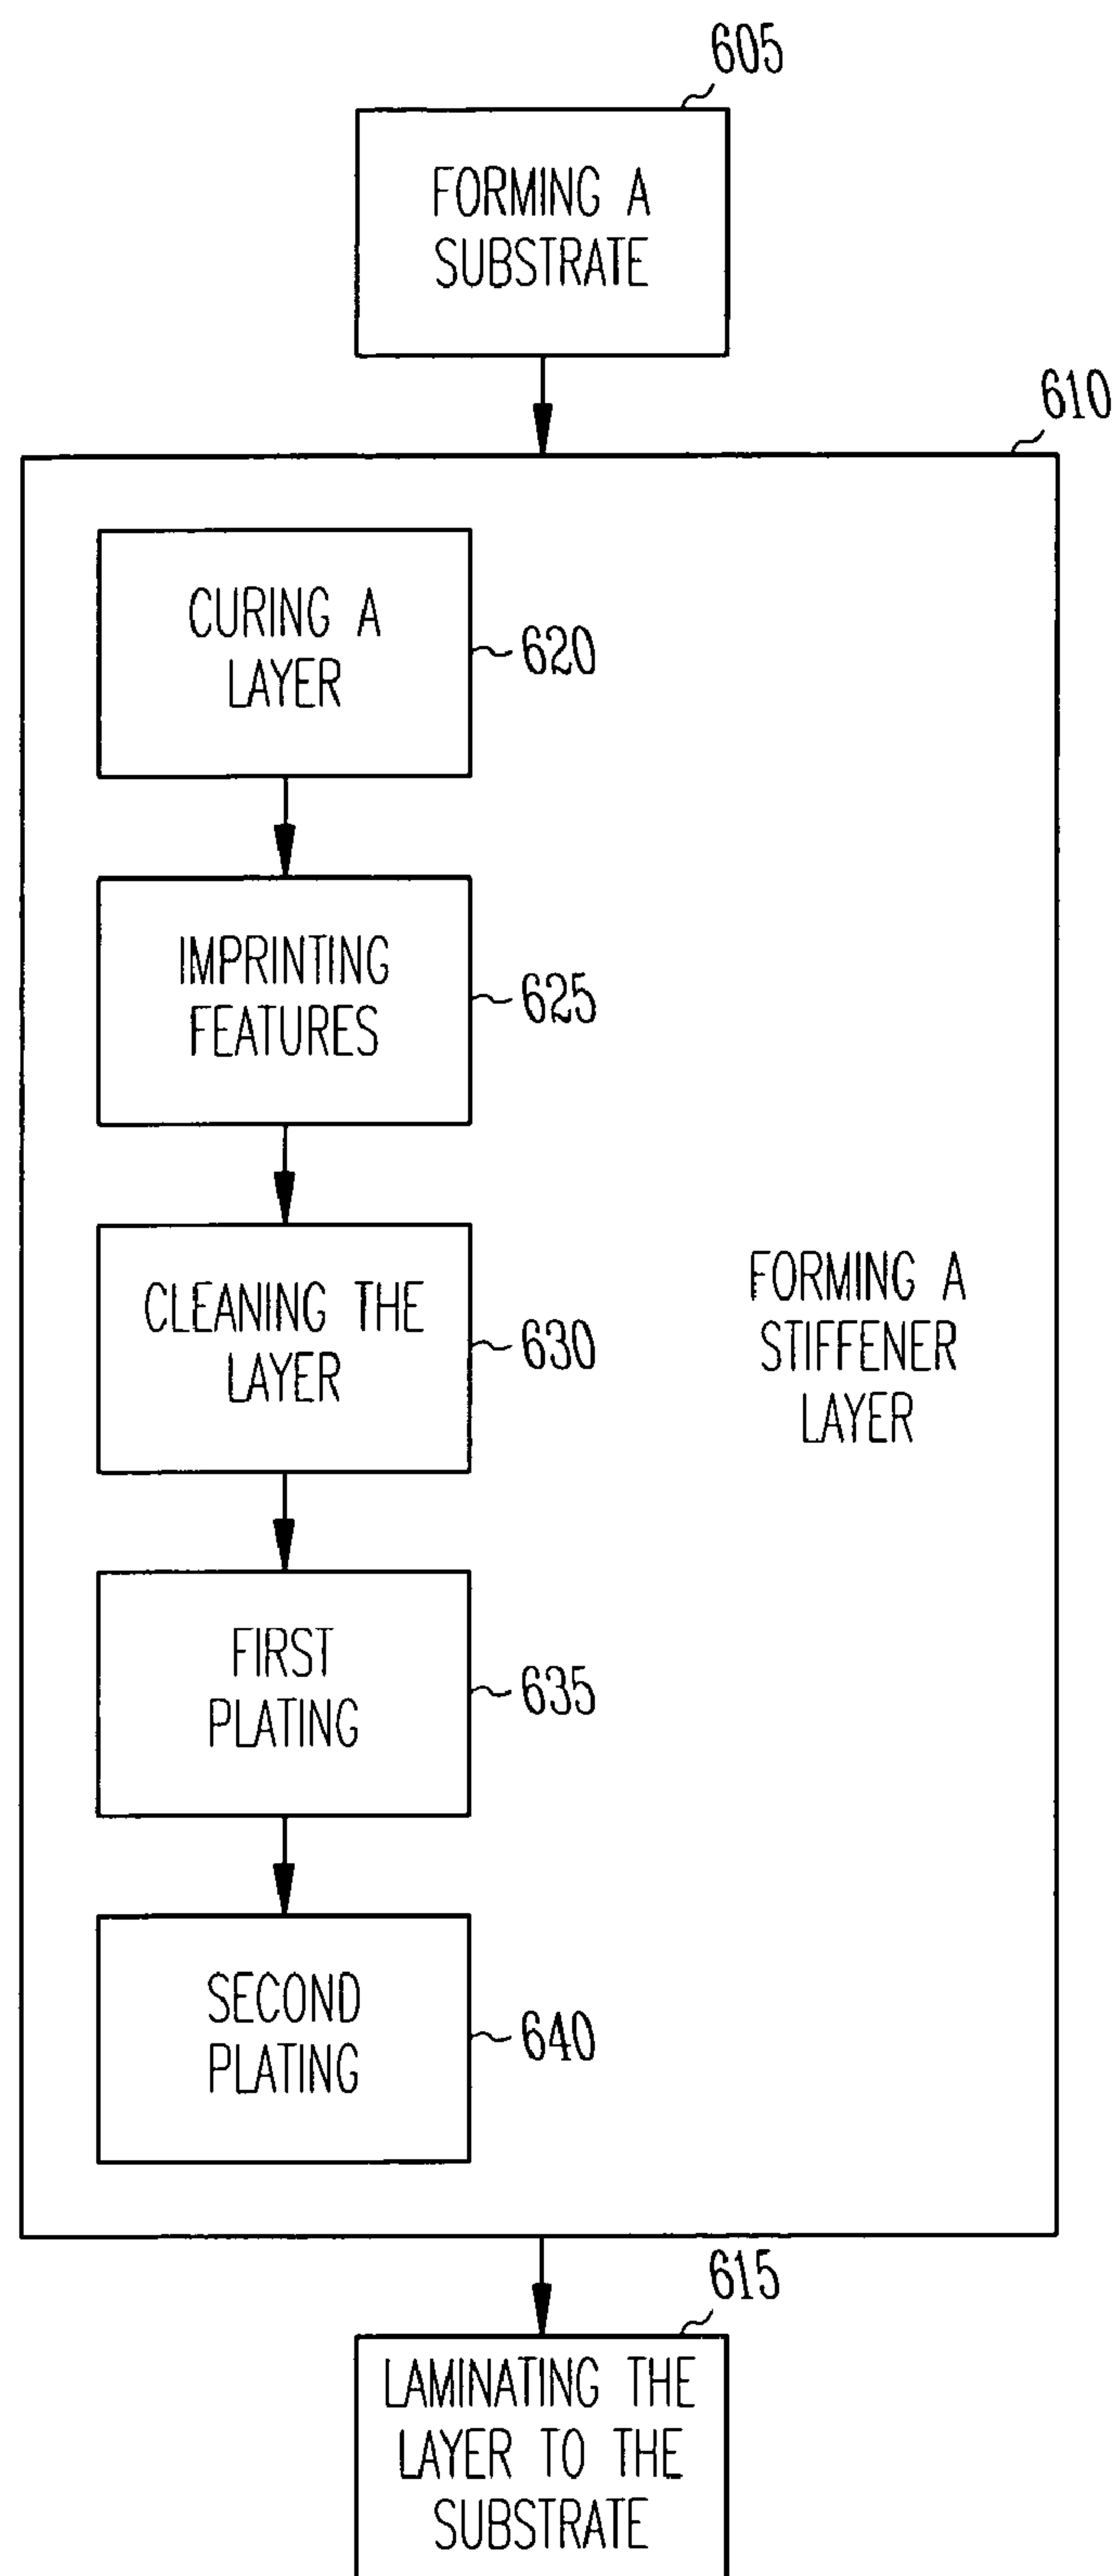 605
FORMING A
SUBSTRATE
610
CURING A
LAYER
620
IMPRINTING
FEATURES
625
CLEANING THE
LAYER
630
FORMING A
STIFFENER
LAYER
FIRST
PLATING
635
SECOND
PLATING
640
615
LAMINATING THE
LAYER TO THE
SUBSTRATE